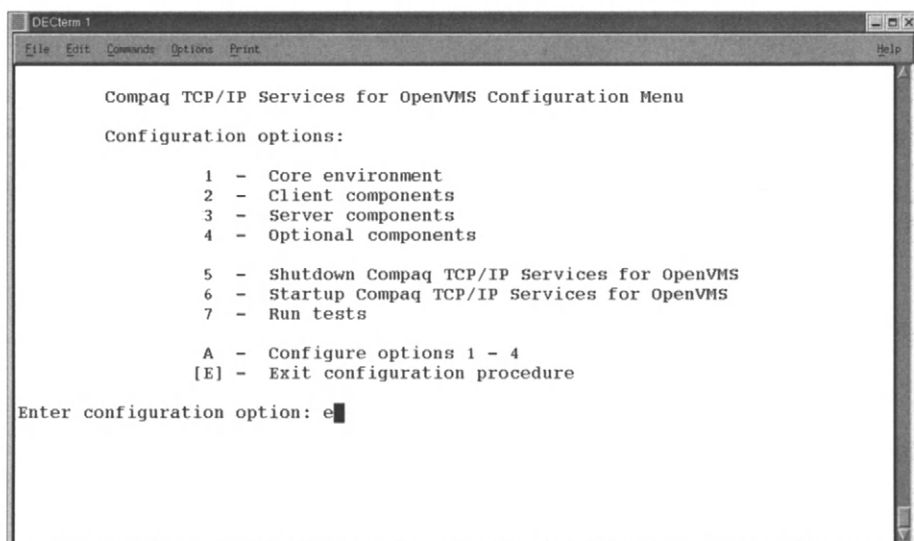 DECterm 1
File Edit Commands Options Print Help
Compaq TCP/IP Services for OpenVMS Configuration Menu
Configuration options:
1 - Core environment
2 - Client components
3 - Server components
4 - Optional components
5 - Shutdown Compaq TCP/IP Services for OpenVMS
6 - Startup Compaq TCP/IP Services for OpenVMS
7 - Run tests
A - Configure options 1 - 4
[E] - Exit configuration procedure
Enter configuration option: e